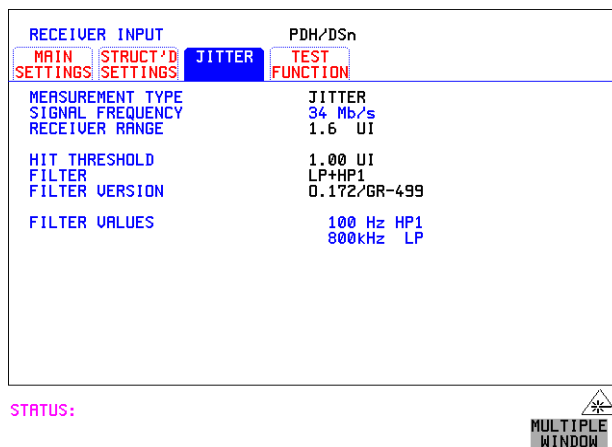 RECEIVER INPUT PDH/DSn
MAIN SETTINGS STRUCT'D SETTINGS JITTER TEST FUNCTION
MEASUREMENT TYPE JITTER
SIGNAL FREQUENCY 34 Mb/s
RECEIVER RANGE 1.6 UI
HIT THRESHOLD 1.00 UI
FILTER LP+HP1
FILTER VERSION O.172/GR-499
FILTER VALUES 100 Hz HP1
800kHz LP
STATUS:
MULTIPLE
WINDOW